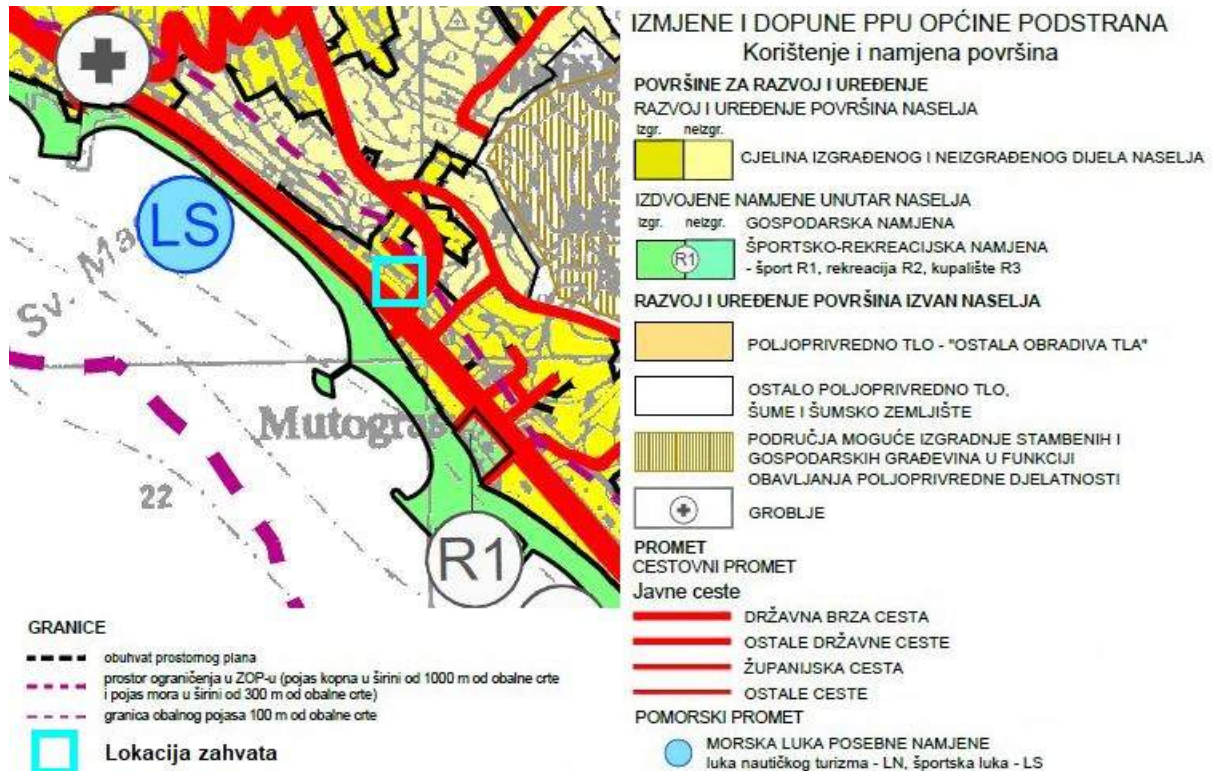 LS
Sv. Ma
Mutogras
22
R1
GRANICE
obuhvat prostornog plana
prostor ograničenja u ZOP-u (pojas kopna u širini od 1000 m od obalne crte
i pojas mora u širini od 300 m od obalne crte)
granica obalnog pojasa 100 m od obalne crte
Lokacija zahvata
IZMJENE I DOPUNE PPU OPĆINE PODSTRANA
Korištenje i namjena površina
POVRŠINE ZA RAZVOJ I UREĐENJE
RAZVOJ I UREĐENJE POVRŠINA NASELJA
Izgr. neizgr.
CJELINA IZGRAĐENOG I NEIZGRAĐENOG DIJELA NASELJA
IZDVOJENE NAMJENE UNUTAR NASELJA
Izgr. neizgr. GOSPODARSKA NAMJENA
R1 ŠPORTSKO-REKREACIJSKA NAMJENA
- šport R1, rekreacija R2, kupalište R3
RAZVOJ I UREĐENJE POVRŠINA IZVAN NASELJA
POLJOPRIVREDNO TLO - "OSTALA OBRADIVA TLA"
OSTALO POLJOPRIVREDNO TLO,
ŠUME I ŠUMSKO ZEMLJIŠTE
PODRUČJA MOGUĆE IZGRADNJE STAMBENIH I
GOSPODARSKIH GRAĐEVINA U FUNKCIJI
OBAVLJANJA POLJOPRIVREDNE DJELATNOSTI
GROBLJE
PROMET
CESTOVNI PROMET
Javne ceste
DRŽAVNA BRZA CESTA
OSTALE DRŽAVNE CESTE
ŽUPANIJSKA CESTA
OSTALE CESTE
POMORSKI PROMET
MORSKA LUKA POSEBNE NAMJENE
luka nautičkog turizma - LN, športska luka - LS